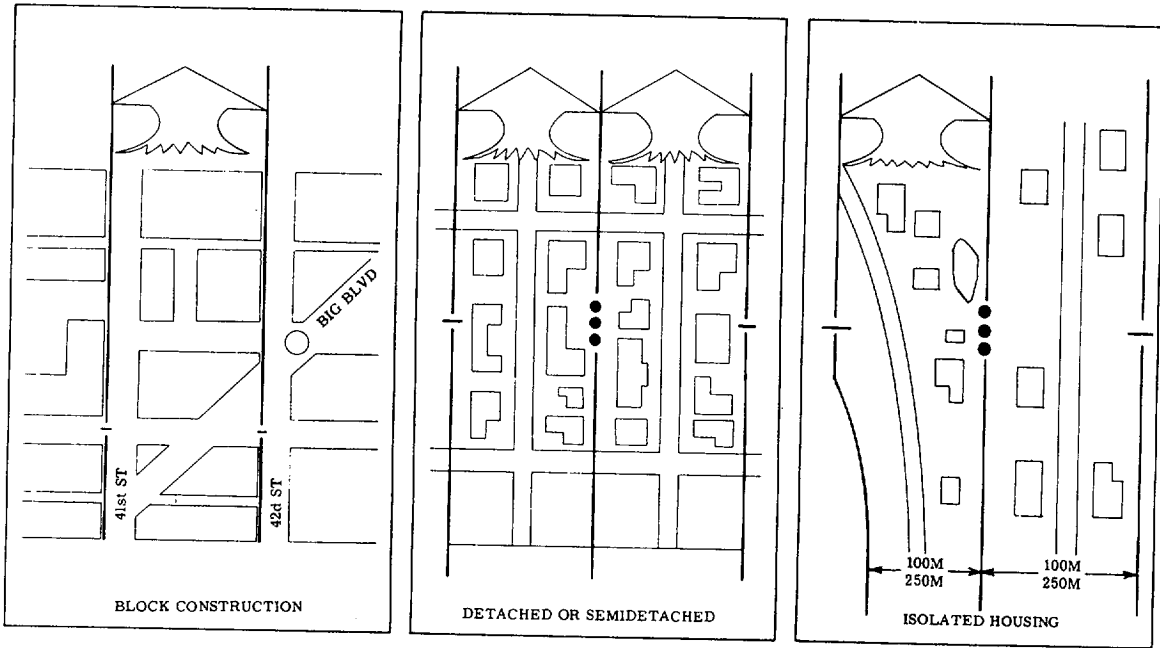 BIG BLVD
41st ST
42d ST
BLOCK CONSTRUCTION
DETACHED OR SEMIDETACHED
100M
250M
100M
250M
ISOLATED HOUSING